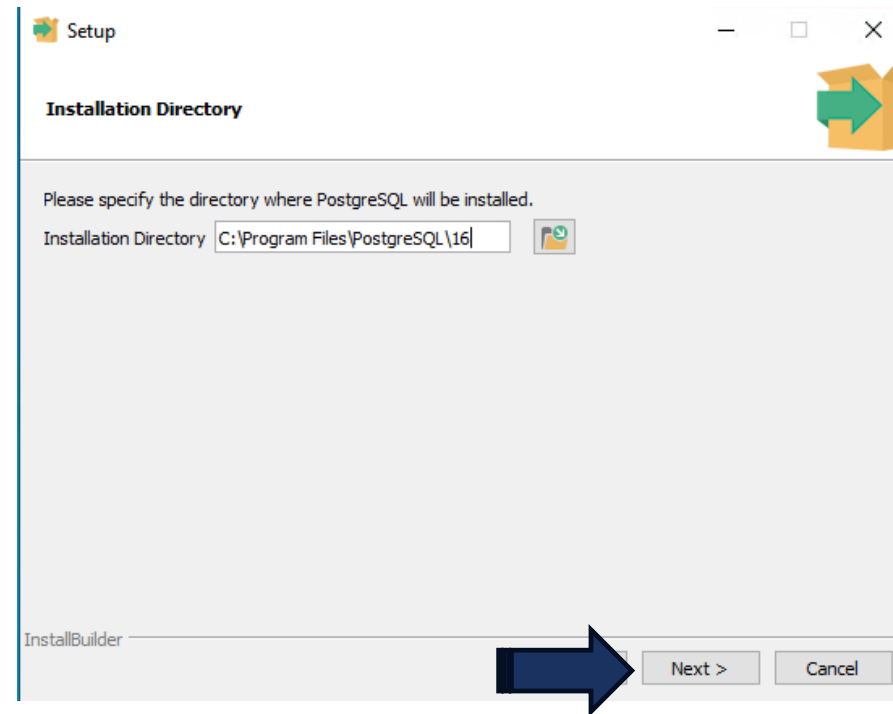 Setup
Installation Directory
Please specify the directory where PostgreSQL will be installed.
Installation Directory C:\Program Files\PostgreSQL\16
InstallBuilder
Next > Cancel